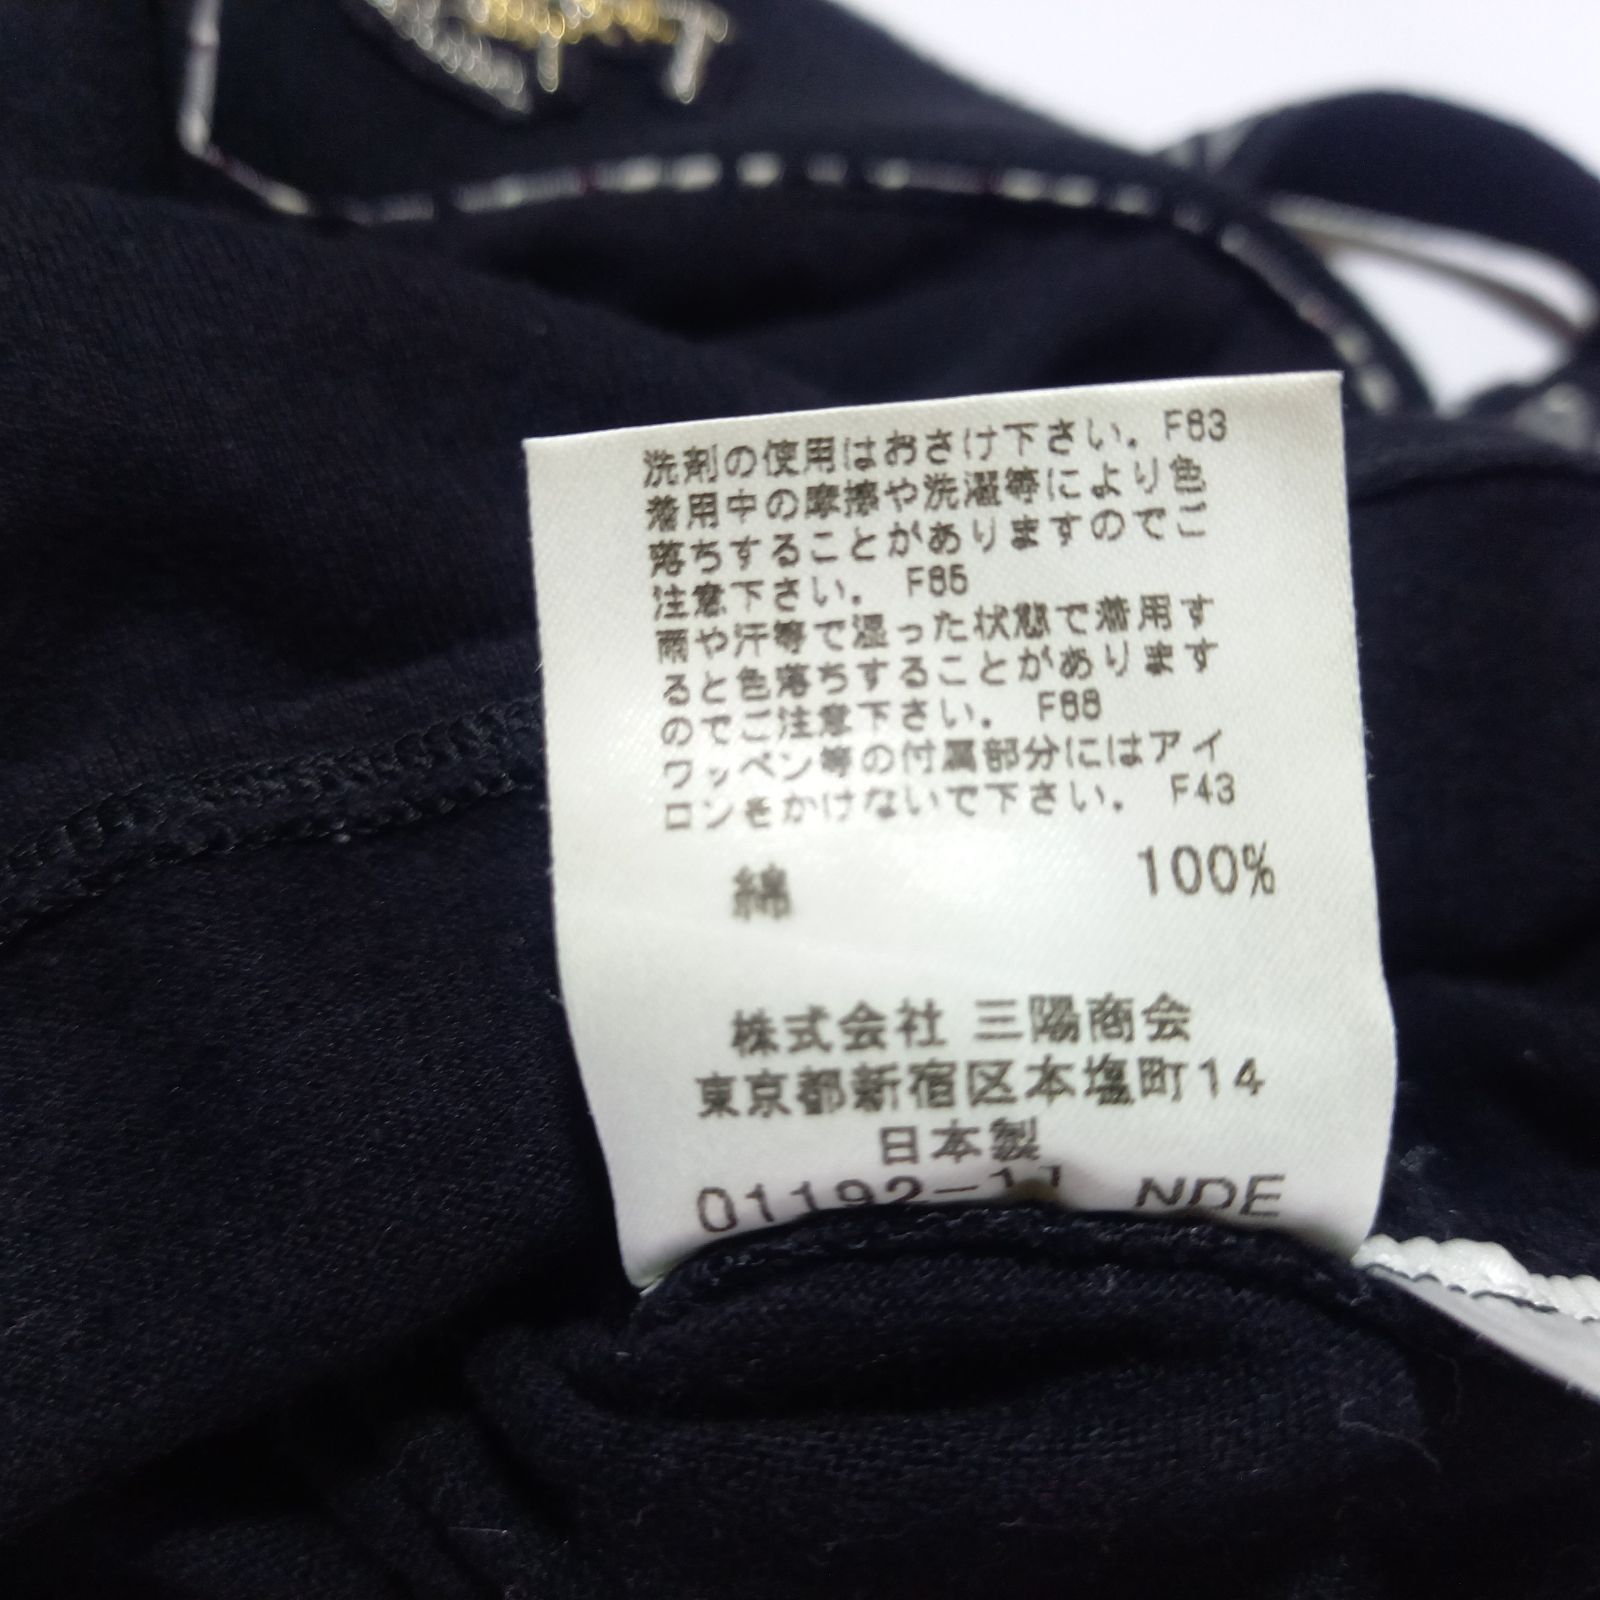 洗剤の使用はおさけ下さい。F63
着用中の摩擦や洗濯等により色
落ちすることがありますのでご
注意下さい。 F65
雨や汗等で湿った状態で着用す
ると色落ちすることがあります
のでご注意下さい。 F66
ワッペン等の付属部分にはアイ
ロンをかけないで下さい。 F43
綿 100%
株式会社 三陽商会
東京都新宿区本塩町14
日本製
01192-11 NDE